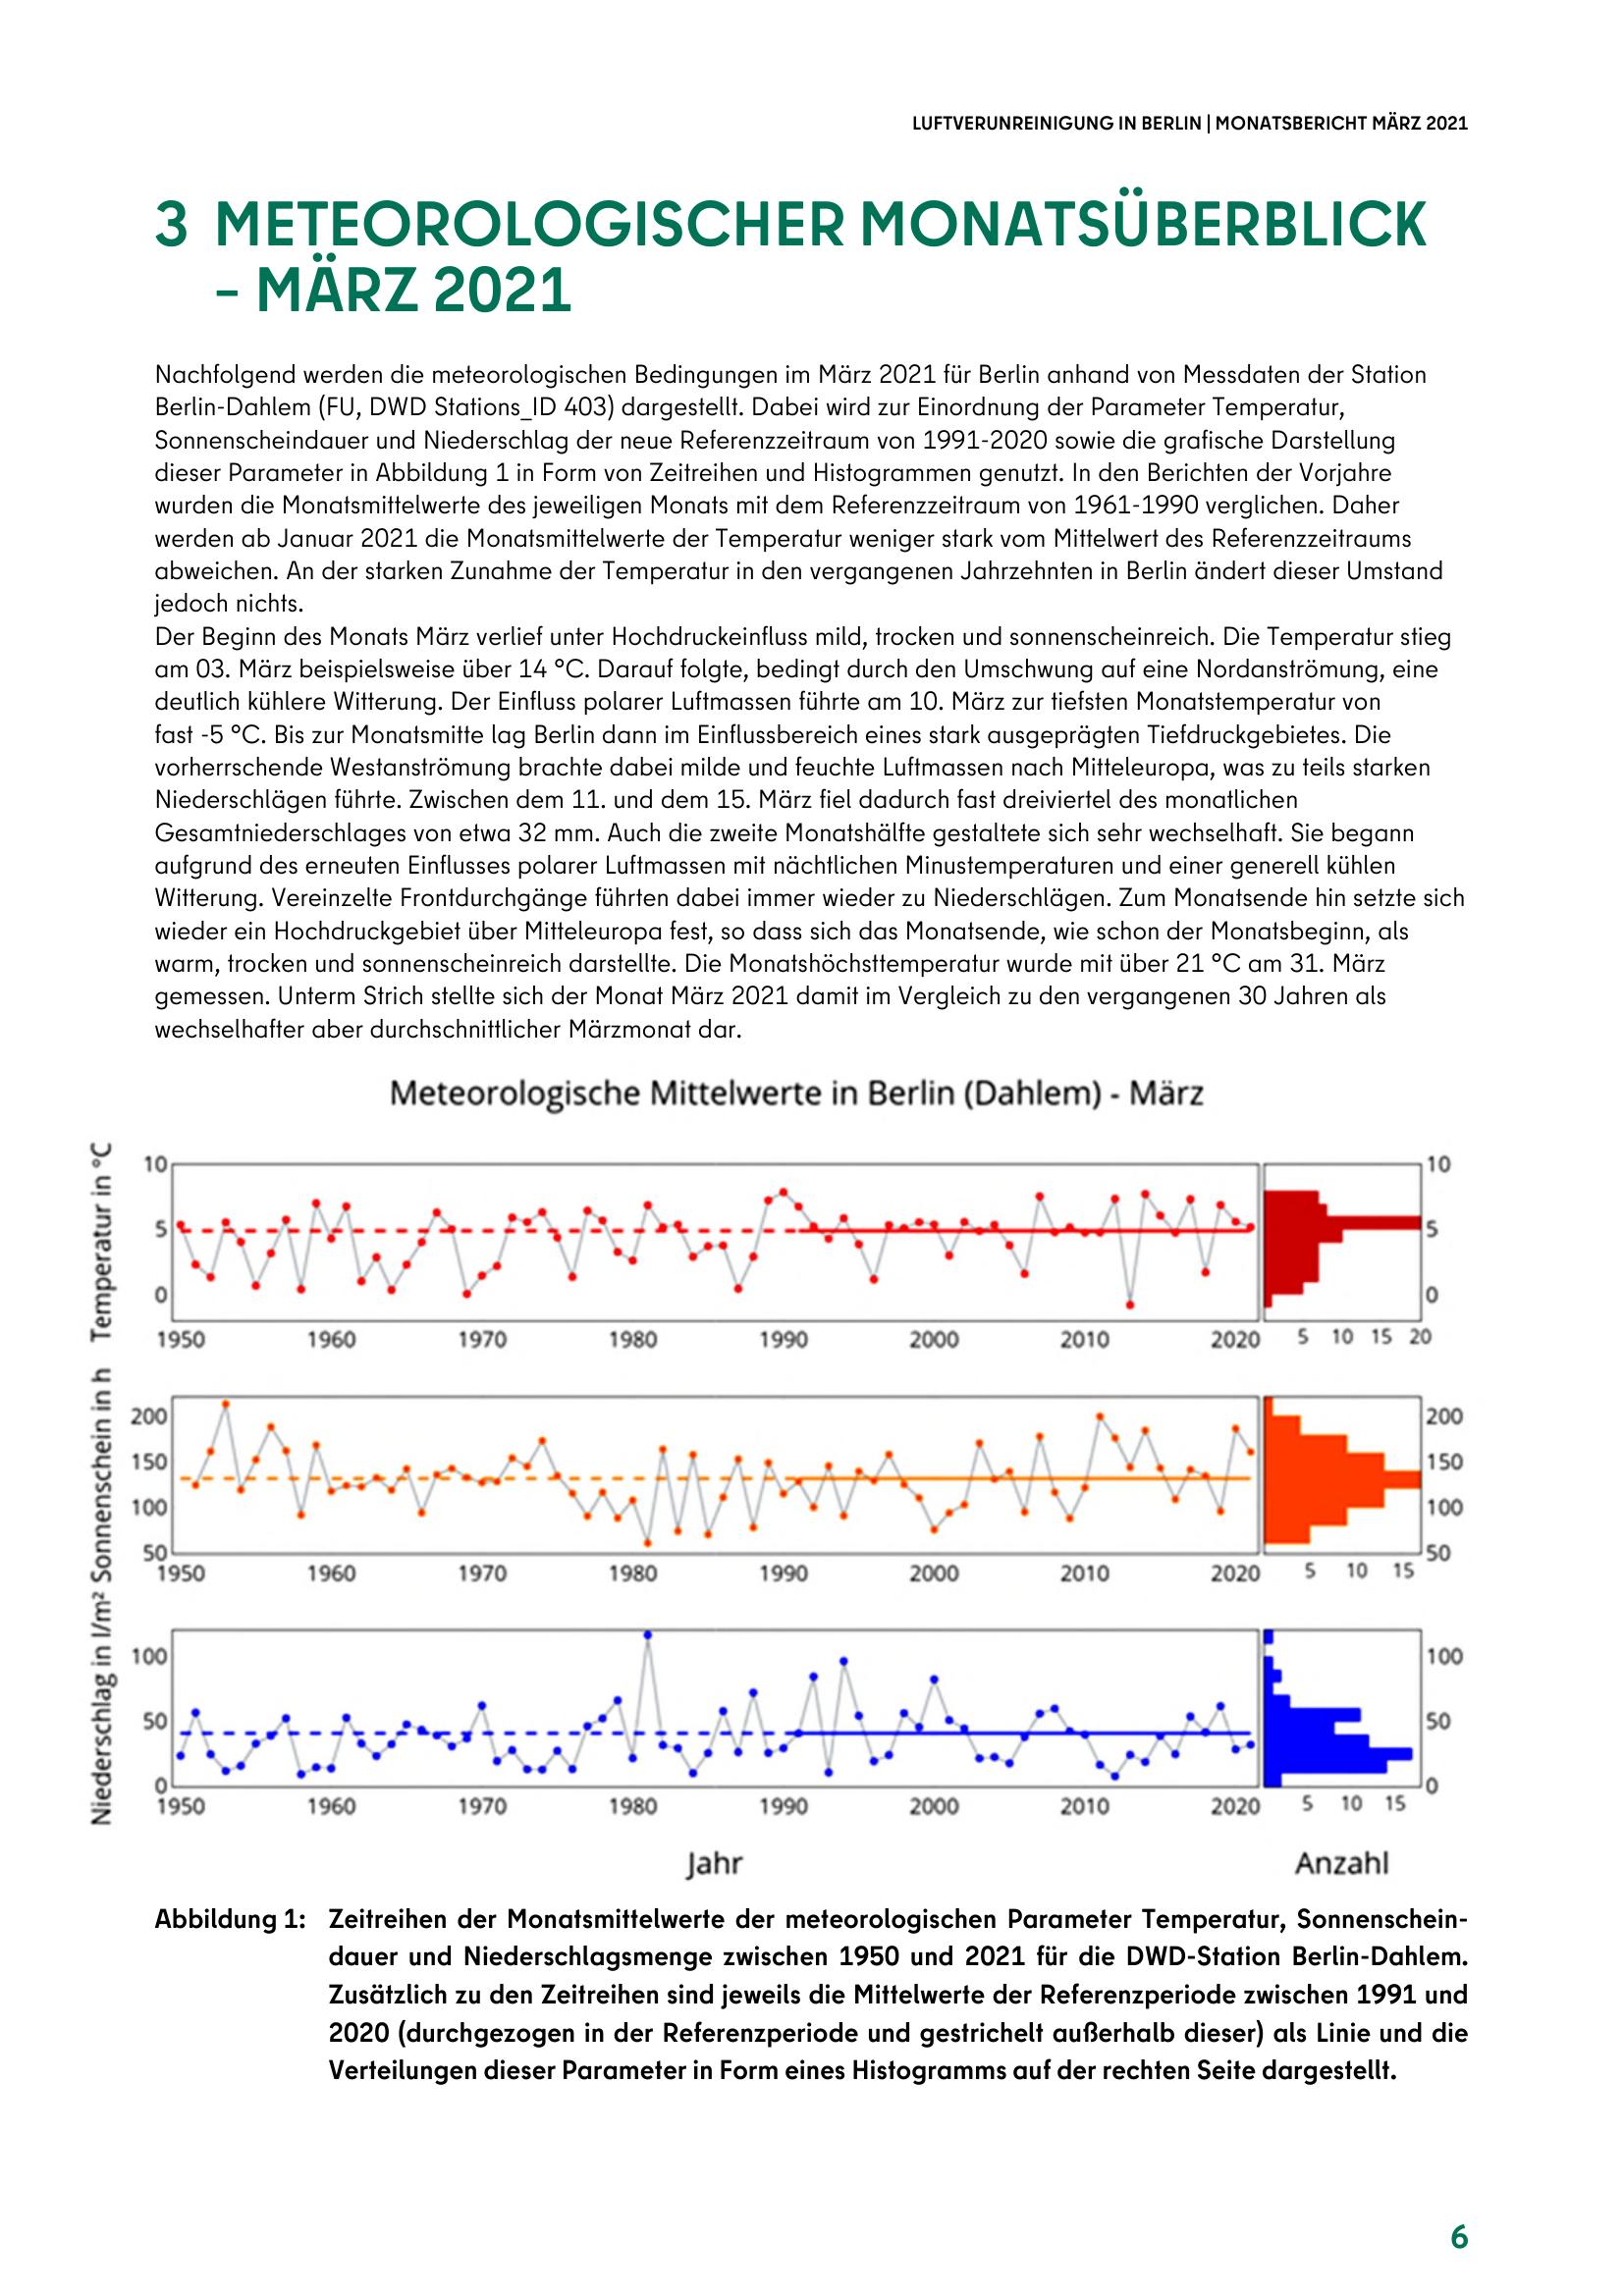 LUFTVERUNREINIGUNG IN BERLIN | MONATSBERICHT MÄRZ 2021
3 METEOROLOGISCHER MONATSÜBERBLICK
– MÄRZ 2021
Nachfolgend werden die meteorologischen Bedingungen im März 2021 für Berlin anhand von Messdaten der Station
Berlin-Dahlem (FU, DWD Stations_ID 403) dargestellt. Dabei wird zur Einordnung der Parameter Temperatur,
Sonnenscheindauer und Niederschlag der neue Referenzzeitraum von 1991-2020 sowie die grafische Darstellung
dieser Parameter in Abbildung 1 in Form von Zeitreihen und Histogrammen genutzt. In den Berichten der Vorjahre
wurden die Monatsmittelwerte des jeweiligen Monats mit dem Referenzzeitraum von 1961-1990 verglichen. Daher
werden ab Januar 2021 die Monatsmittelwerte der Temperatur weniger stark vom Mittelwert des Referenzzeitraums
abweichen. An der starken Zunahme der Temperatur in den vergangenen Jahrzehnten in Berlin ändert dieser Umstand
jedoch nichts.
Der Beginn des Monats März verlief unter Hochdruckeinfluss mild, trocken und sonnenscheinreich. Die Temperatur stieg
am 03. März beispielsweise über 14 °C. Darauf folgte, bedingt durch den Umschwung auf eine Nordanströmung, eine
deutlich kühlere Witterung. Der Einfluss polarer Luftmassen führte am 10. März zur tiefsten Monatstemperatur von
fast -5 °C. Bis zur Monatsmitte lag Berlin dann im Einflussbereich eines stark ausgeprägten Tiefdruckgebietes. Die
vorherrschende Westanströmung brachte dabei milde und feuchte Luftmassen nach Mitteleuropa, was zu teils starken
Niederschlägen führte. Zwischen dem 11. und dem 15. März fiel dadurch fast dreiviertel des monatlichen
Gesamtniederschlages von etwa 32 mm. Auch die zweite Monatshälfte gestaltete sich sehr wechselhaft. Sie begann
aufgrund des erneuten Einflusses polarer Luftmassen mit nächtlichen Minustemperaturen und einer generell kühlen
Witterung. Vereinzelte Frontdurchgänge führten dabei immer wieder zu Niederschlägen. Zum Monatsende hin setzte sich
wieder ein Hochdruckgebiet über Mitteleuropa fest, so dass sich das Monatsende, wie schon der Monatsbeginn, als
warm, trocken und sonnenscheinreich darstellte. Die Monatshöchsttemperatur wurde mit über 21 °C am 31. März
gemessen. Unterm Strich stellte sich der Monat März 2021 damit im Vergleich zu den vergangenen 30 Jahren als
wechselhafter aber durchschnittlicher Märzmonat dar.
Meteorologische Mittelwerte in Berlin (Dahlem) - März
Temperatur in °C
10
5
0
1950 1960 1970 1980 1990 2000 2010 2020
10
5
0
5 10 15 20
Sonnenschein in h
200
150
100
50
1950 1960 1970 1980 1990 2000 2010 2020
200
150
100
50
5 10 15
Niederschlag in l/m²
100
50
0
1950 1960 1970 1980 1990 2000 2010 2020
100
50
0
5 10 15
Jahr
Anzahl
Abbildung 1: Zeitreihen der Monatsmittelwerte der meteorologischen Parameter Temperatur, Sonnenschein-
dauer und Niederschlagsmenge zwischen 1950 und 2021 für die DWD-Station Berlin-Dahlem.
Zusätzlich zu den Zeitreihen sind jeweils die Mittelwerte der Referenzperiode zwischen 1991 und
2020 (durchgezogen in der Referenzperiode und gestrichelt außerhalb dieser) als Linie und die
Verteilungen dieser Parameter in Form eines Histogramms auf der rechten Seite dargestellt.
6